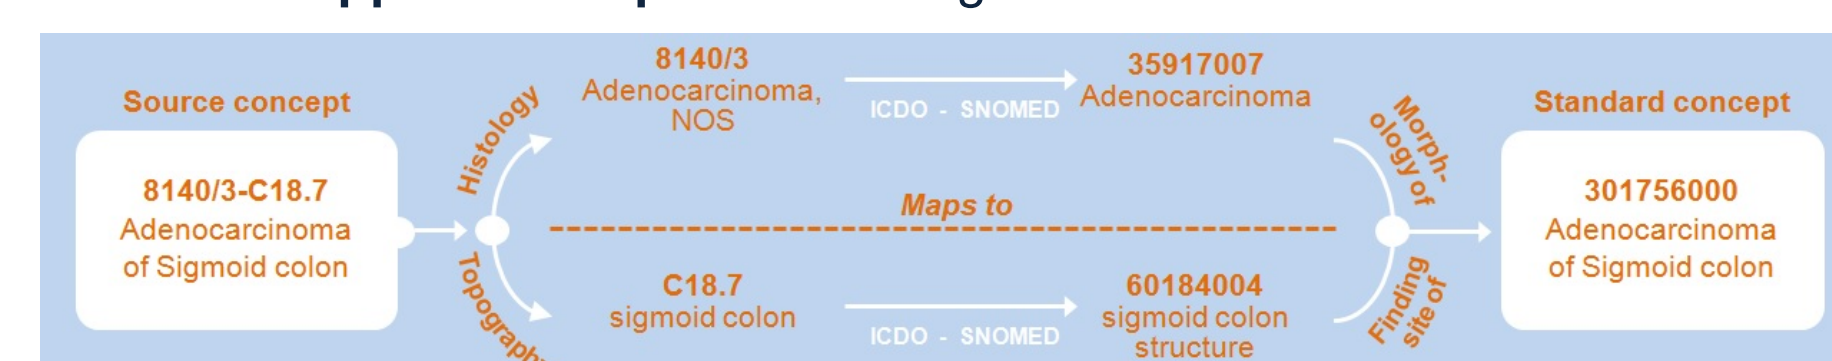 Source concept
8140/3-C18.7
Adenocarcinoma
of Sigmoid colon
Histology
Topography
8140/3
Adenocarcinoma,
NOS
ICDO - SNOMED
35917007
Adenocarcinoma
Maps to
C18.7
sigmoid colon
ICDO - SNOMED
60184004
sigmoid colon
structure
Morph-
ology of
Finding
site of
Standard concept
301756000
Adenocarcinoma
of Sigmoid colon